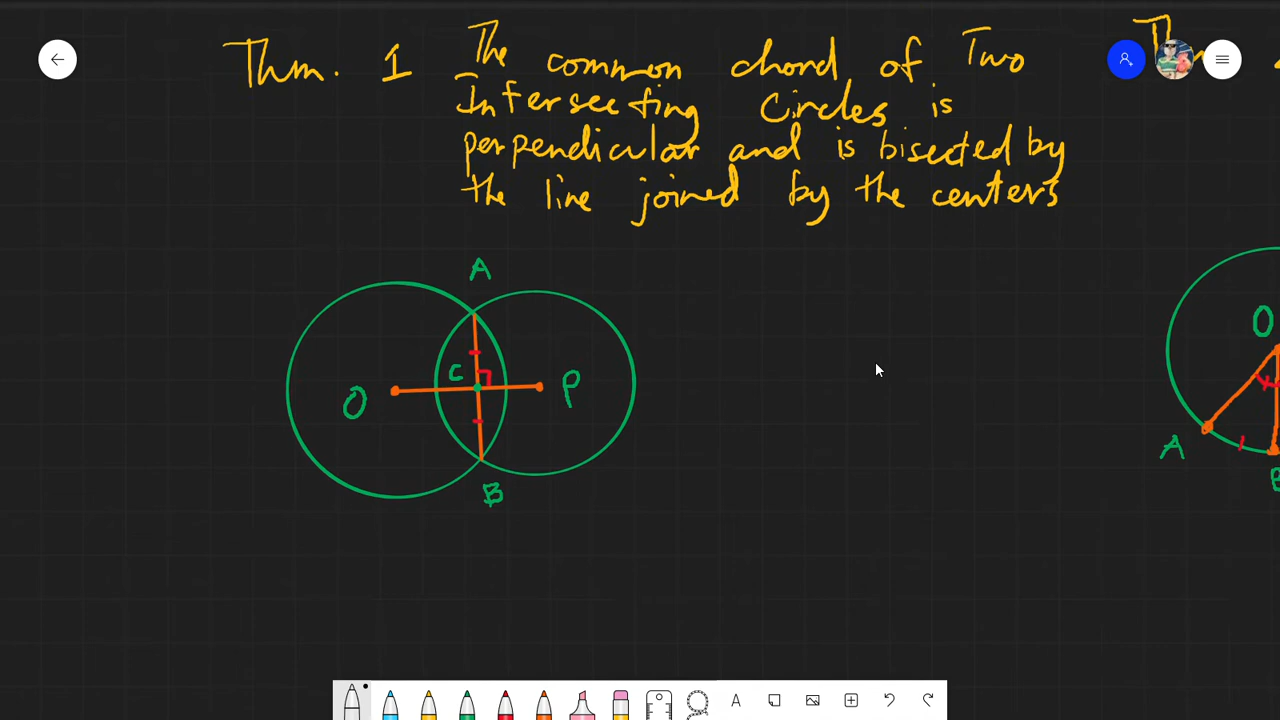 Thm. 1 The common chord of Two
Intersecting Circles is
perpendicular and is bisected by
the line joined by the centers
A
C
O
P
B
O
A
B
A